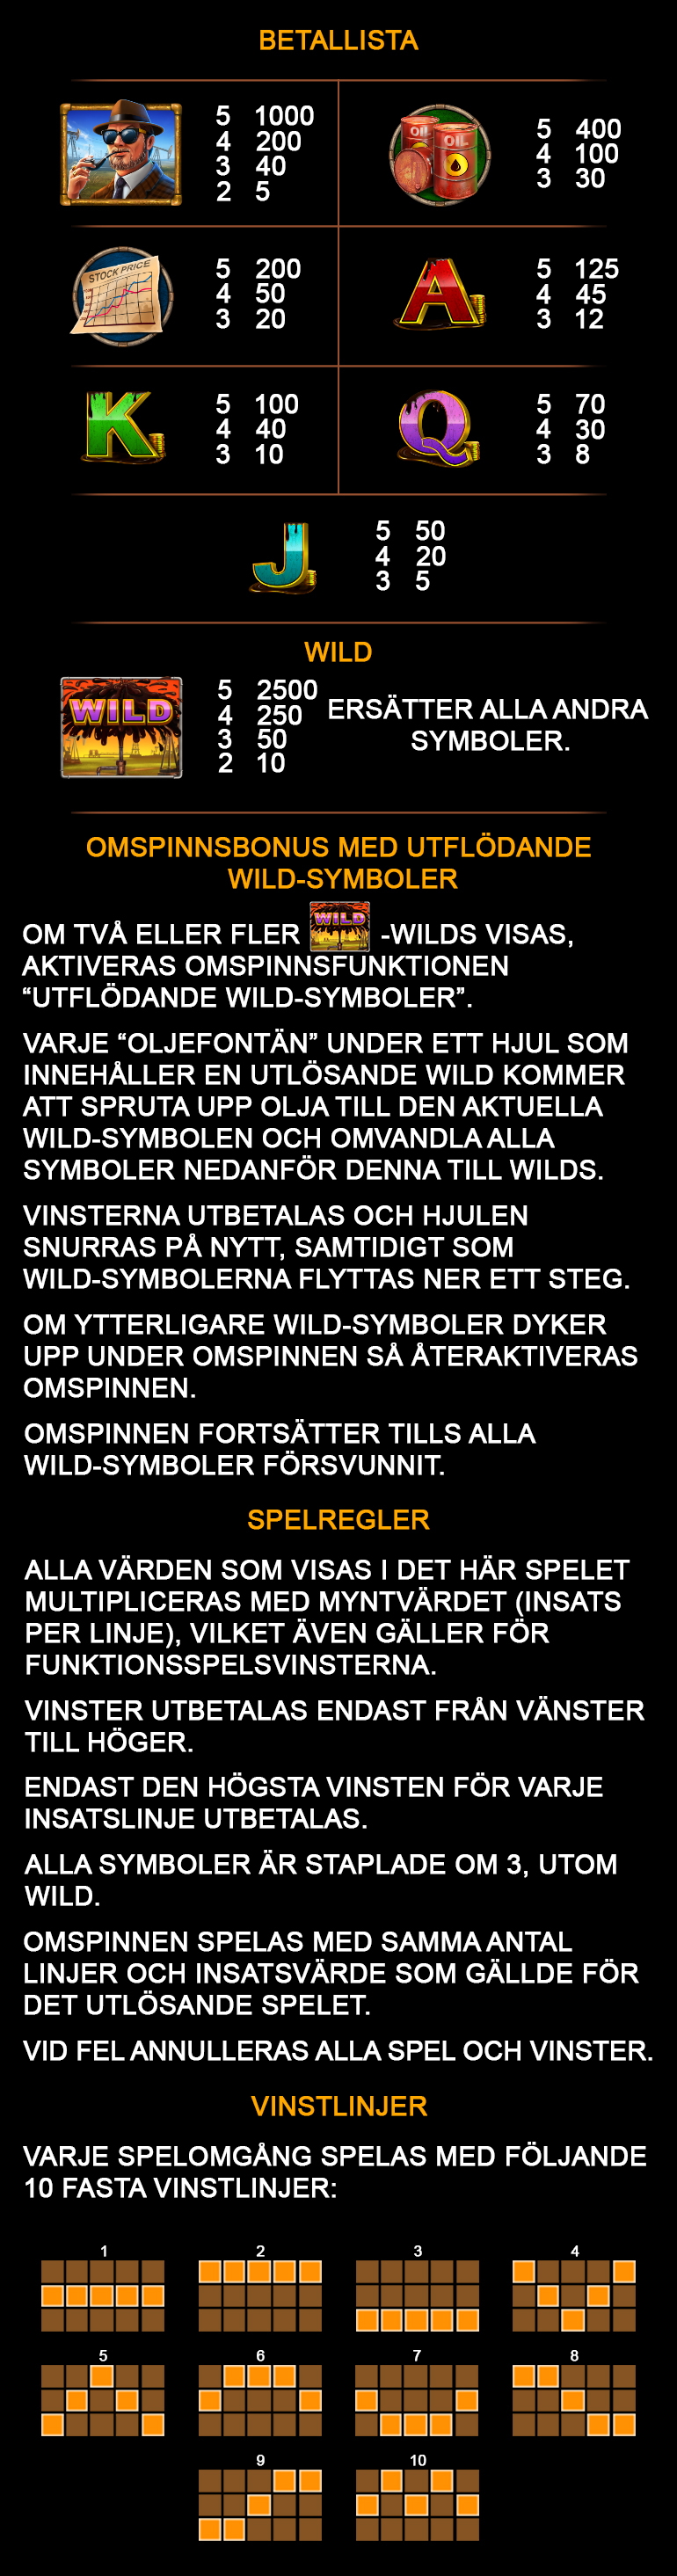 BETALLISTA
5 1000
4 200
3 40
2 5
OIL
OIL
5 400
4 100
3 30
STOCK PRICE
5 200
4 50
3 20
A
5 125
4 45
3 12
K
5 100
4 40
3 10
Q
5 70
4 30
3 8
J
5 50
4 20
3 5
WILD
WILD
5 2500
4 250
3 50
2 10
ERSÄTTER ALLA ANDRA
SYMBOLER.
OMSPINNSBONUS MED UTFLÖDANDE
WILD-SYMBOLER
OM TVÅ ELLER FLER WILD -WILDS VISAS,
AKTIVERAS OMSPINNSFUNKTIONEN
“UTFLÖDANDE WILD-SYMBOLER”.
VARJE “OLJEFONTÄN” UNDER ETT HJUL SOM
INNEHÅLLER EN UTLÖSANDE WILD KOMMER
ATT SPRUTA UPP OLJA TILL DEN AKTUELLA
WILD-SYMBOLEN OCH OMVANDLA ALLA
SYMBOLER NEDANFÖR DENNA TILL WILDS.
VINSTERNA UTBETALAS OCH HJULEN
SNURRAS PÅ NYTT, SAMTIDIGT SOM
WILD-SYMBOLERNA FLYTTAS NER ETT STEG.
OM YTTERLIGARE WILD-SYMBOLER DYKER
UPP UNDER OMSPINNEN SÅ ÅTERAKTIVERAS
OMSPINNEN.
OMSPINNEN FORTSÄTTER TILLS ALLA
WILD-SYMBOLER FÖRSVUNNIT.
SPELREGLER
ALLA VÄRDEN SOM VISAS I DET HÄR SPELET
MULTIPLICERAS MED MYNTVÄRDET (INSATS
PER LINJE), VILKET ÄVEN GÄLLER FÖR
FUNKTIONSSPELSVINSTERNA.
VINSTER UTBETALAS ENDAST FRÅN VÄNSTER
TILL HÖGER.
ENDAST DEN HÖGSTA VINSTEN FÖR VARJE
INSATSLINJE UTBETALAS.
ALLA SYMBOLER ÄR STAPLADE OM 3, UTOM
WILD.
OMSPINNEN SPELAS MED SAMMA ANTAL
LINJER OCH INSATSVÄRDE SOM GÄLLDE FÖR
DET UTLÖSANDE SPELET.
VID FEL ANNULLERAS ALLA SPEL OCH VINSTER.
VINSTLINJER
VARJE SPELOMGÅNG SPELAS MED FÖLJANDE
10 FASTA VINSTLINJER:
1 2 3 4
5 6 7 8
9 10